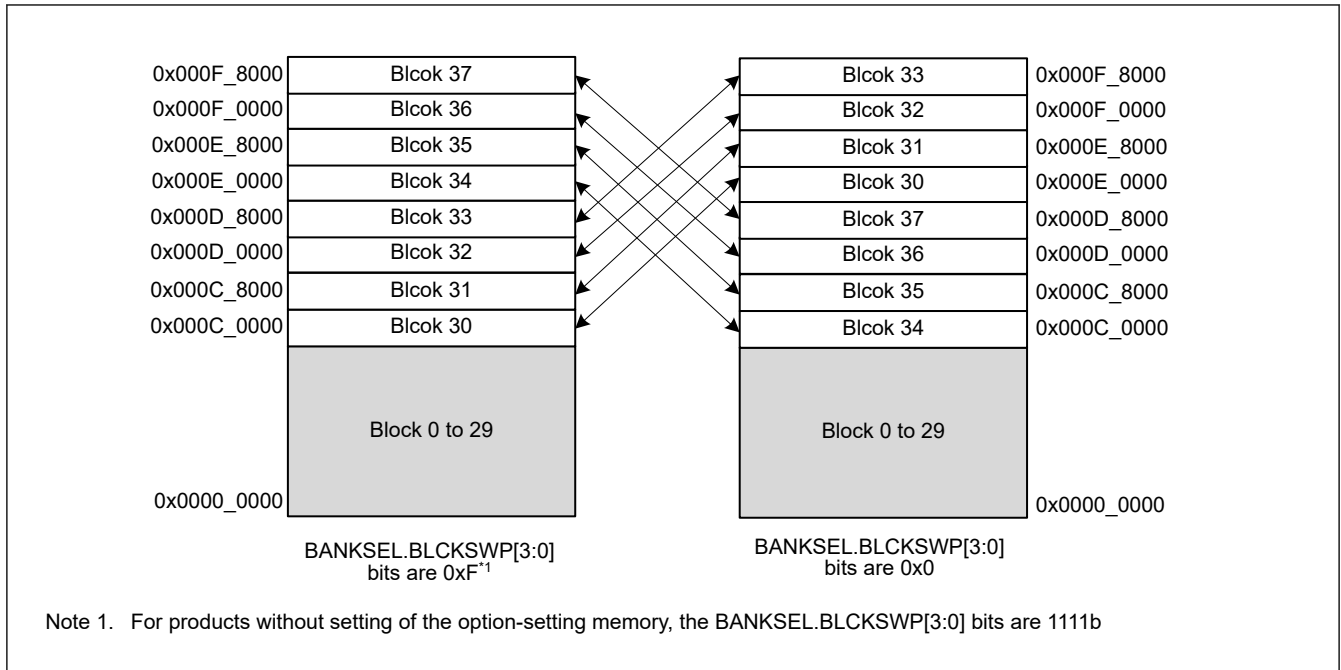 0x000F_8000 Blcok 37 Blcok 33 0x000F_8000
0x000F_0000 Blcok 36 Blcok 32 0x000F_0000
0x000E_8000 Blcok 35 Blcok 31 0x000E_8000
0x000E_0000 Blcok 34 Blcok 30 0x000E_0000
0x000D_8000 Blcok 33 Blcok 37 0x000D_8000
0x000D_0000 Blcok 32 Blcok 36 0x000D_0000
0x000C_8000 Blcok 31 Blcok 35 0x000C_8000
0x000C_0000 Blcok 30 Blcok 34 0x000C_0000
Block 0 to 29 Block 0 to 29
0x0000_0000 0x0000_0000
BANKSEL.BLCKSWP[3:0] BANKSEL.BLCKSWP[3:0]
bits are 0xF*1 bits are 0x0
Note 1. For products without setting of the option-setting memory, the BANKSEL.BLCKSWP[3:0] bits are 1111b